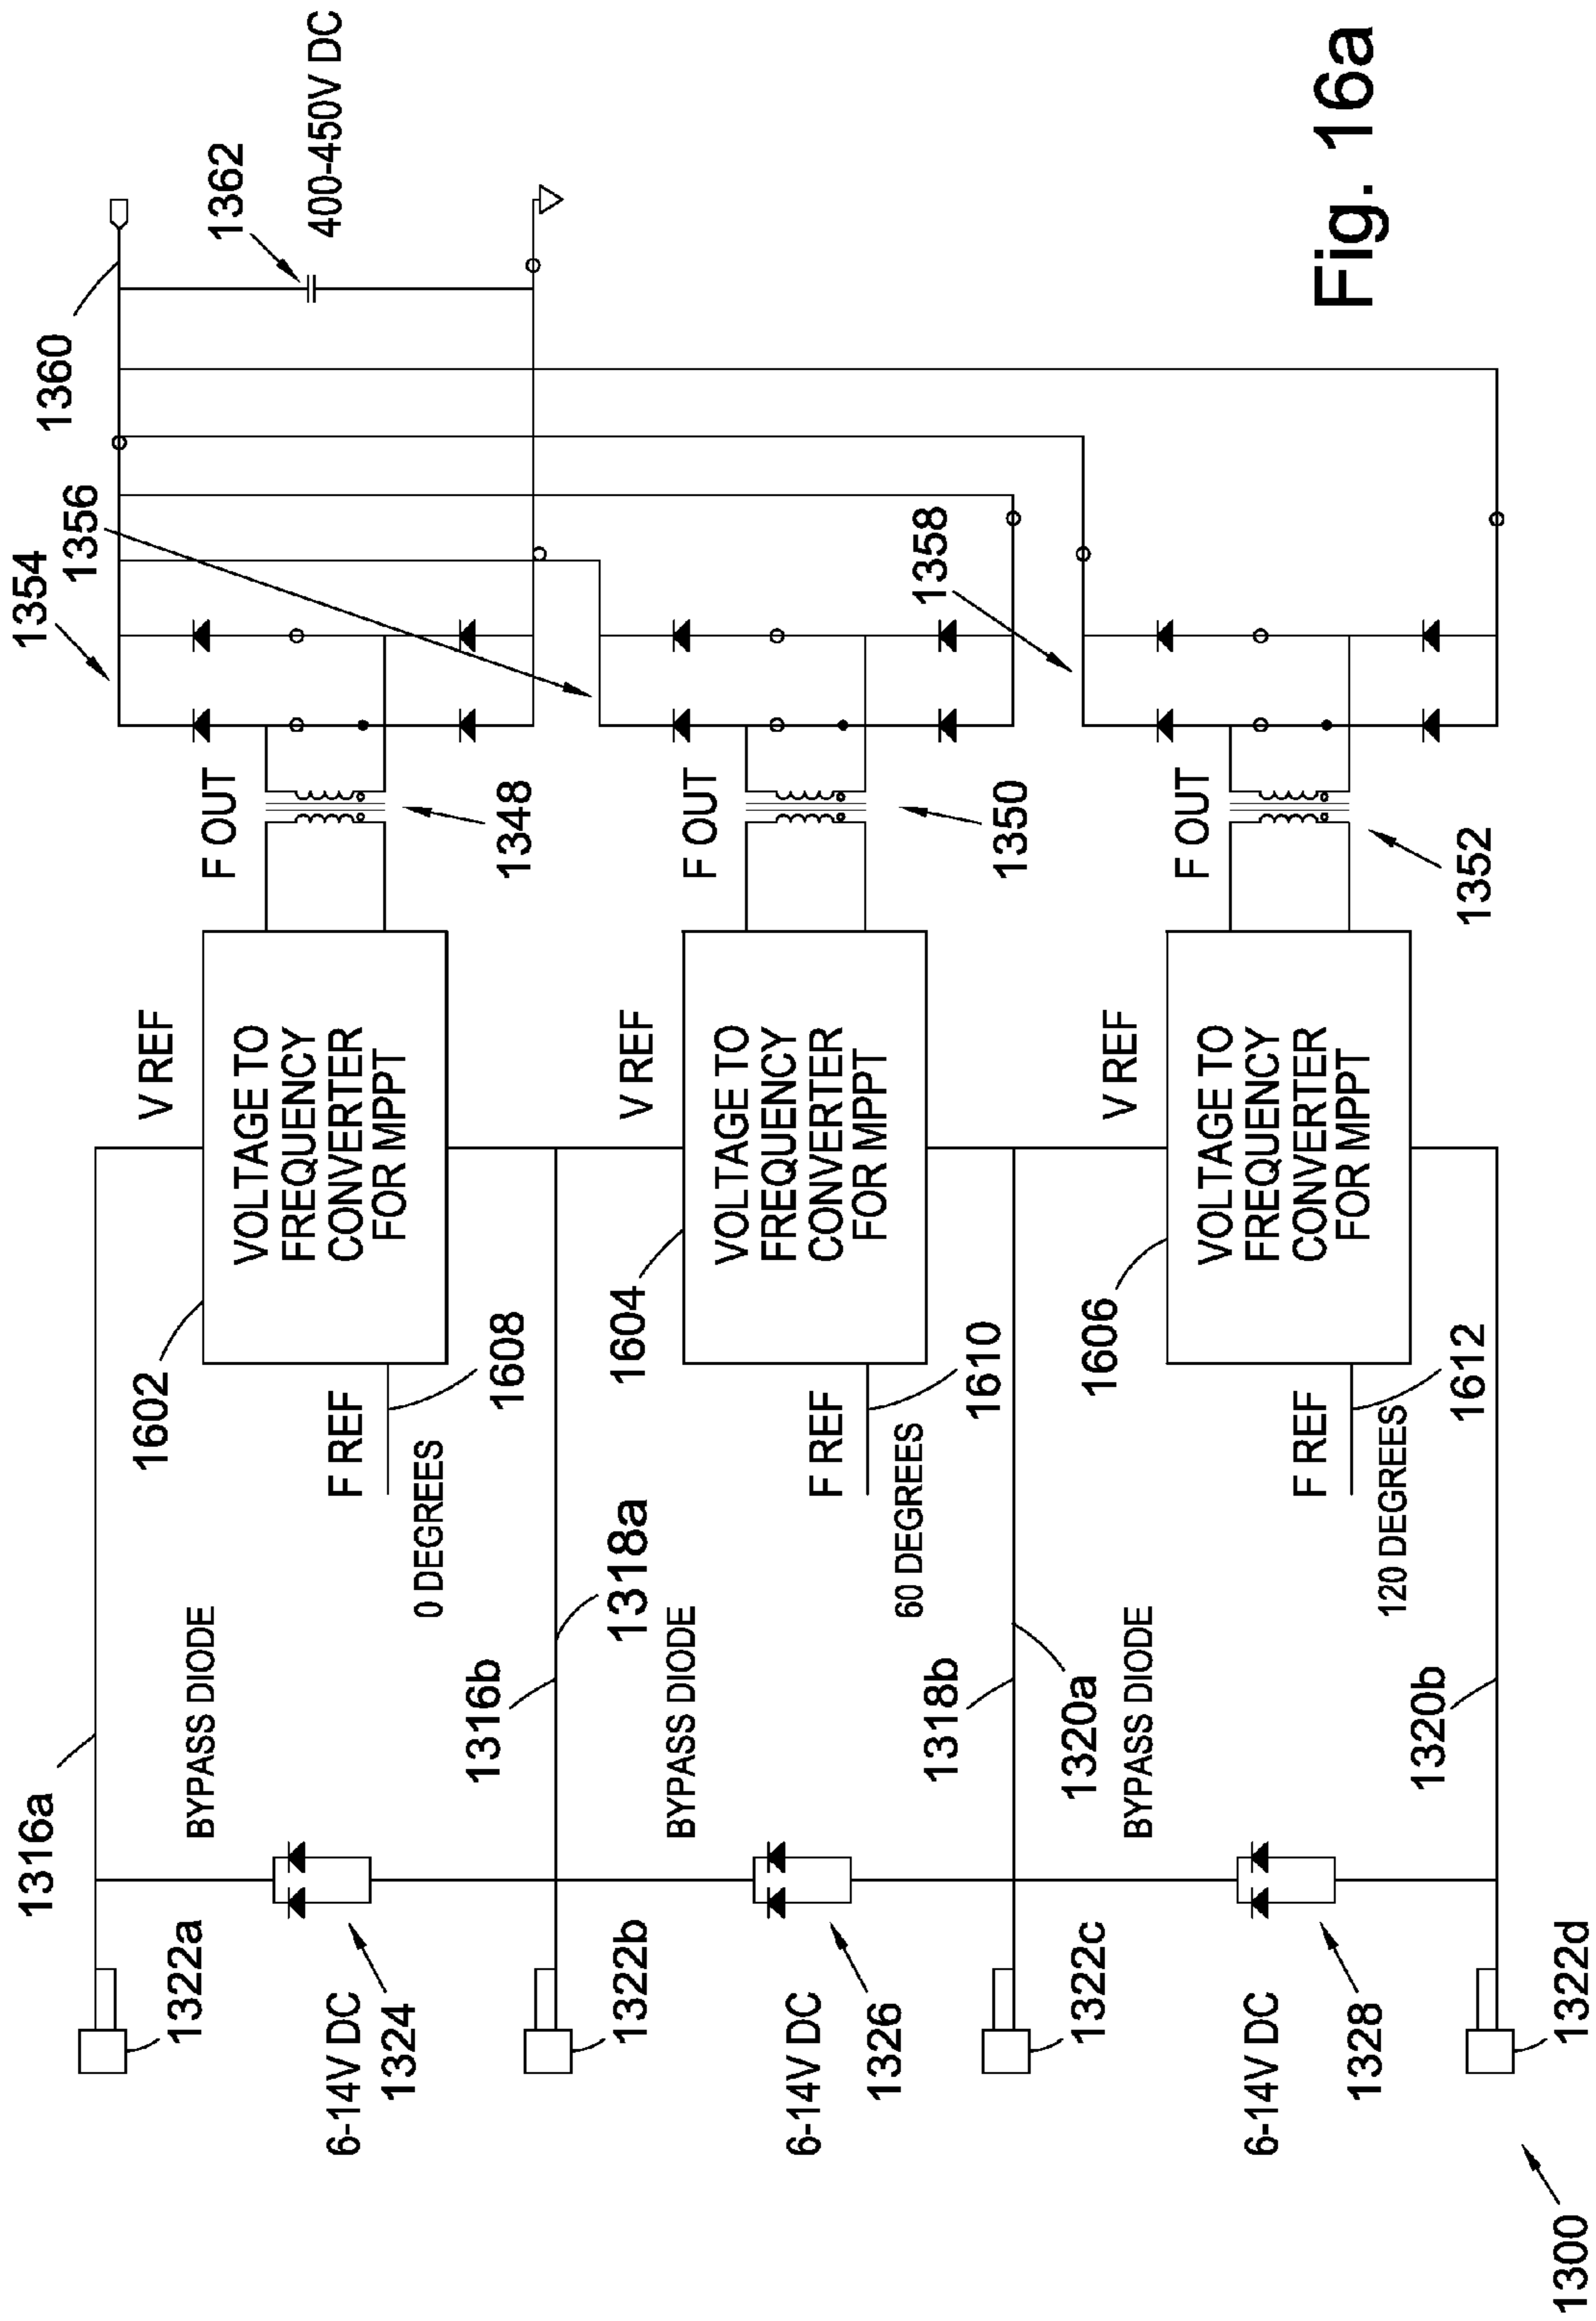 1316a
1322a
BYPASS DIODE
6-14V DC
1324
1602
V REF
VOLTAGE TO
FREQUENCY
CONVERTER
FOR MPPT
F REF
0 DEGREES
1608
F OUT
1348
1354
1356
1360
1362
400-450V DC
1316b
1318a
1322b
BYPASS DIODE
6-14V DC
1326
1604
V REF
VOLTAGE TO
FREQUENCY
CONVERTER
FOR MPPT
F REF
60 DEGREES
1610
F OUT
1350
1358
1318b
1320a
1322c
BYPASS DIODE
6-14V DC
1328
1606
V REF
VOLTAGE TO
FREQUENCY
CONVERTER
FOR MPPT
F REF
120 DEGREES
1612
F OUT
1352
1320b
1322d
1300
Fig. 16a